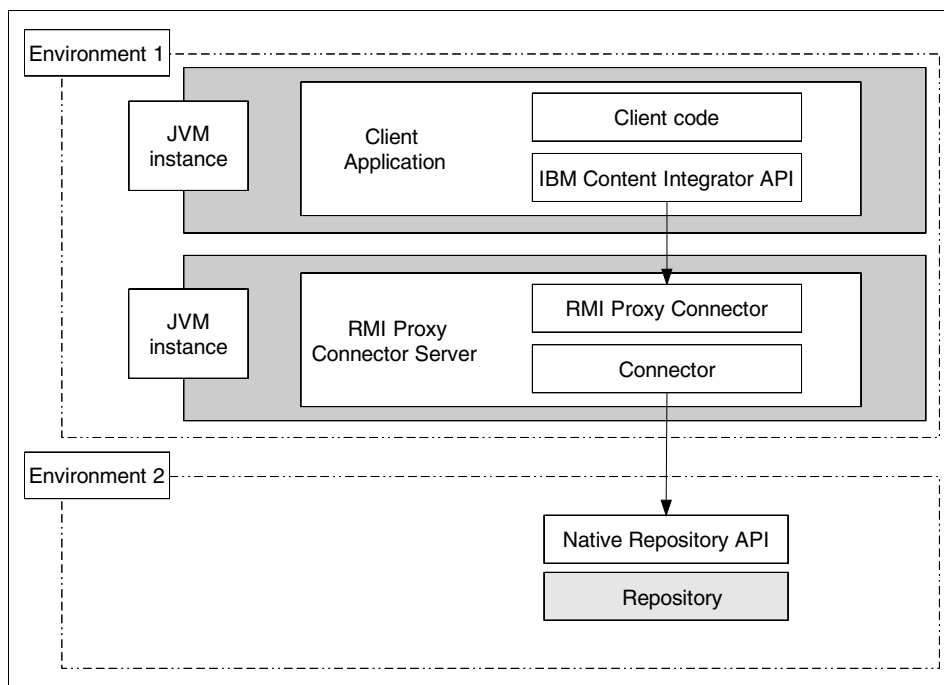 Environment 1
JVM
instance
Client
Application
Client code
IBM Content Integrator API
JVM
instance
RMI Proxy
Connector Server
RMI Proxy Connector
Connector
Environment 2
Native Repository API
Repository